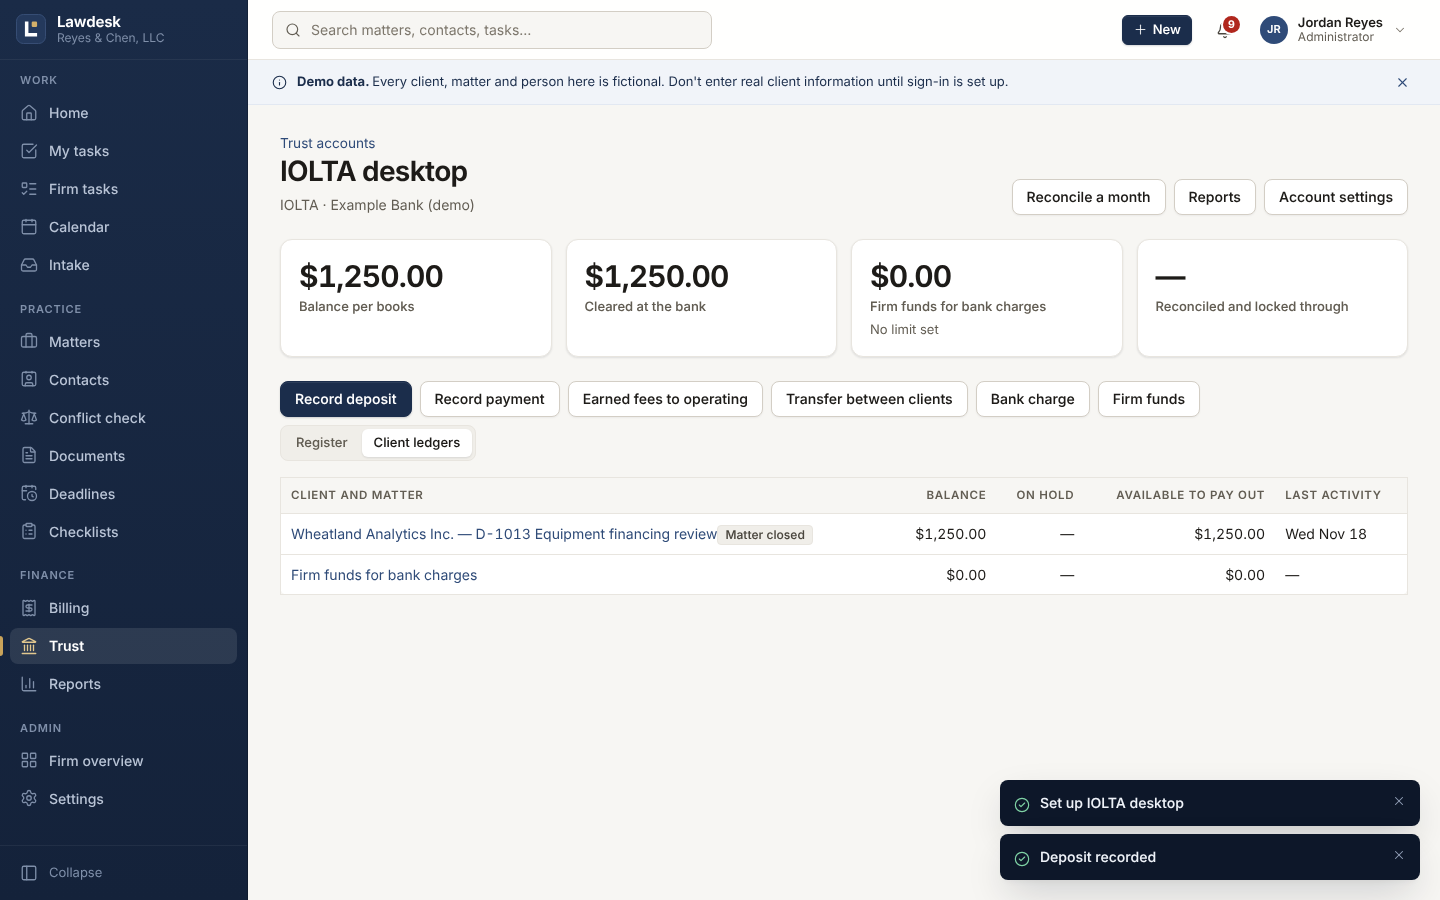 Lawdesk
Reyes & Chen, LLC
WORK
Home
My tasks
Firm tasks
Calendar
Intake
PRACTICE
Matters
Contacts
Conflict check
Documents
Deadlines
Checklists
FINANCE
Billing
Trust
Reports
ADMIN
Firm overview
Settings
Collapse
Search matters, contacts, tasks...
New
9
JR
Jordan Reyes
Administrator
Demo data. Every client, matter and person here is fictional. Don't enter real client information until sign-in is set up.
Trust accounts
IOLTA desktop
IOLTA · Example Bank (demo)
Reconcile a month
Reports
Account settings
$1,250.00
Balance per books
$1,250.00
Cleared at the bank
$0.00
Firm funds for bank charges
No limit set
—
Reconciled and locked through
Record deposit
Record payment
Earned fees to operating
Transfer between clients
Bank charge
Firm funds
Register
Client ledgers
CLIENT AND MATTER BALANCE ON HOLD AVAILABLE TO PAY OUT LAST ACTIVITY
Wheatland Analytics Inc. — D-1013 Equipment financing review Matter closed $1,250.00 — $1,250.00 Wed Nov 18
Firm funds for bank charges $0.00 — $0.00 —
Set up IOLTA desktop
Deposit recorded